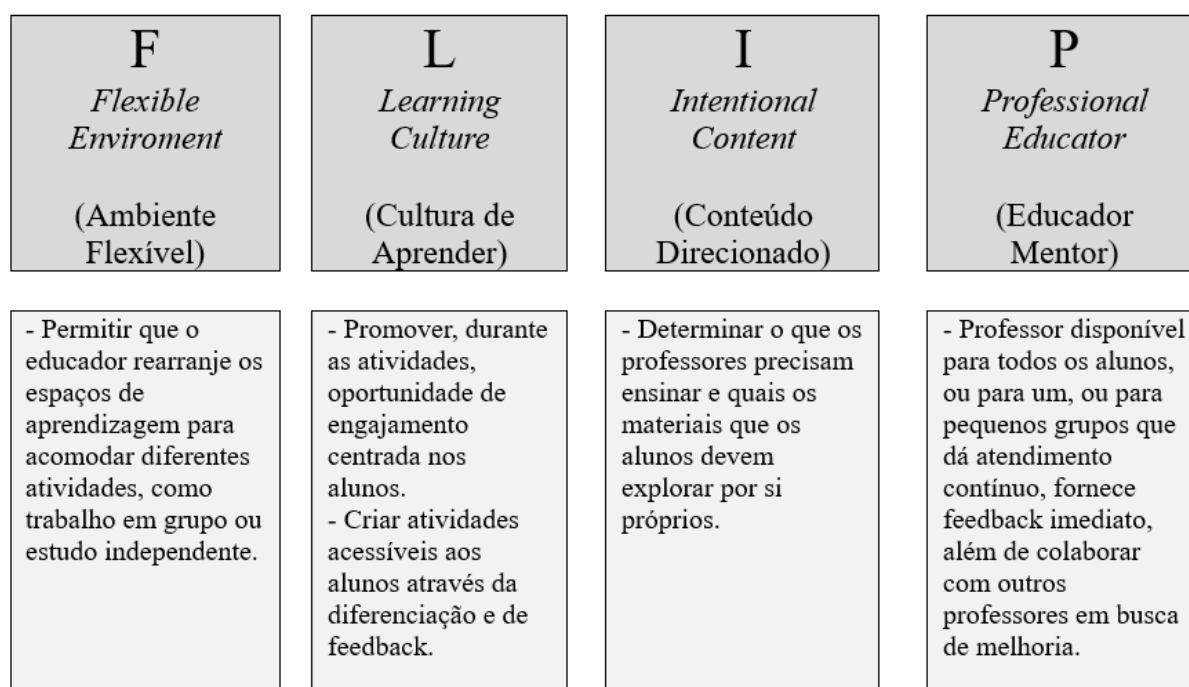 F
Flexible
Enviroment
(Ambiente
Flexível)
L
Learning
Culture
(Cultura de
Aprender)
I
Intentional
Content
(Conteúdo
Direcionado)
P
Professional
Educator
(Educador
Mentor)
- Permitir que o
educador rearranje os
espaços de
aprendizagem para
acomodar diferentes
atividades, como
trabalho em grupo ou
estudo independente.
- Promover, durante
as atividades,
oportunidade de
engajamento
centrada nos
alunos.
- Criar atividades
acessíveis aos
alunos através da
diferenciação e de
feedback.
- Determinar o que os
professores precisam
ensinar e quais os
materiais que os
alunos devem
explorar por si
próprios.
- Professor disponível
para todos os alunos,
ou para um, ou para
pequenos grupos que
dá atendimento
contínuo, fornece
feedback imediato,
além de colaborar
com outros
professores em busca
de melhoria.